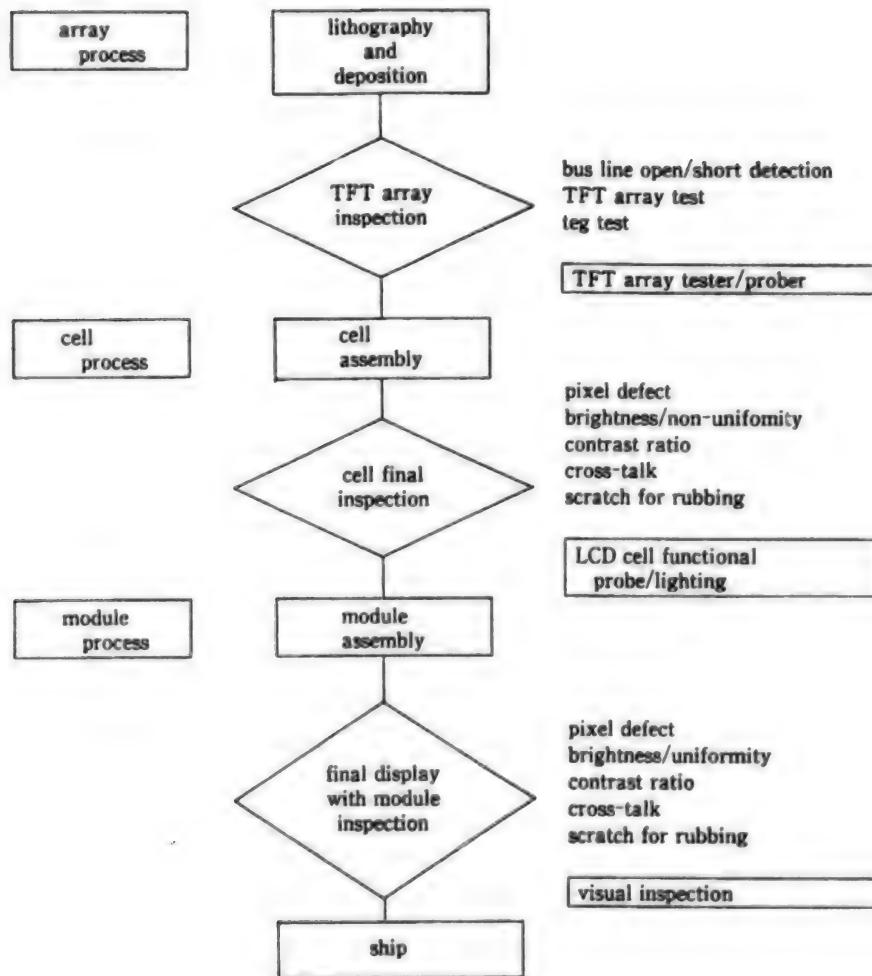 array
process
lithography
and
deposition
TFT array
inspection
bus line open/short detection
TFT array test
teg test
TFT array tester/prober
cell
process
cell
assembly
cell final
inspection
pixel defect
brightness/non-unifomity
contrast ratio
cross-talk
scratch for rubbing
LCD cell functional
probe/lighting
module
process
module
assembly
final display
with module
inspection
pixel defect
brightness/uniformity
contrast ratio
cross-talk
scratch for rubbing
visual inspection
ship